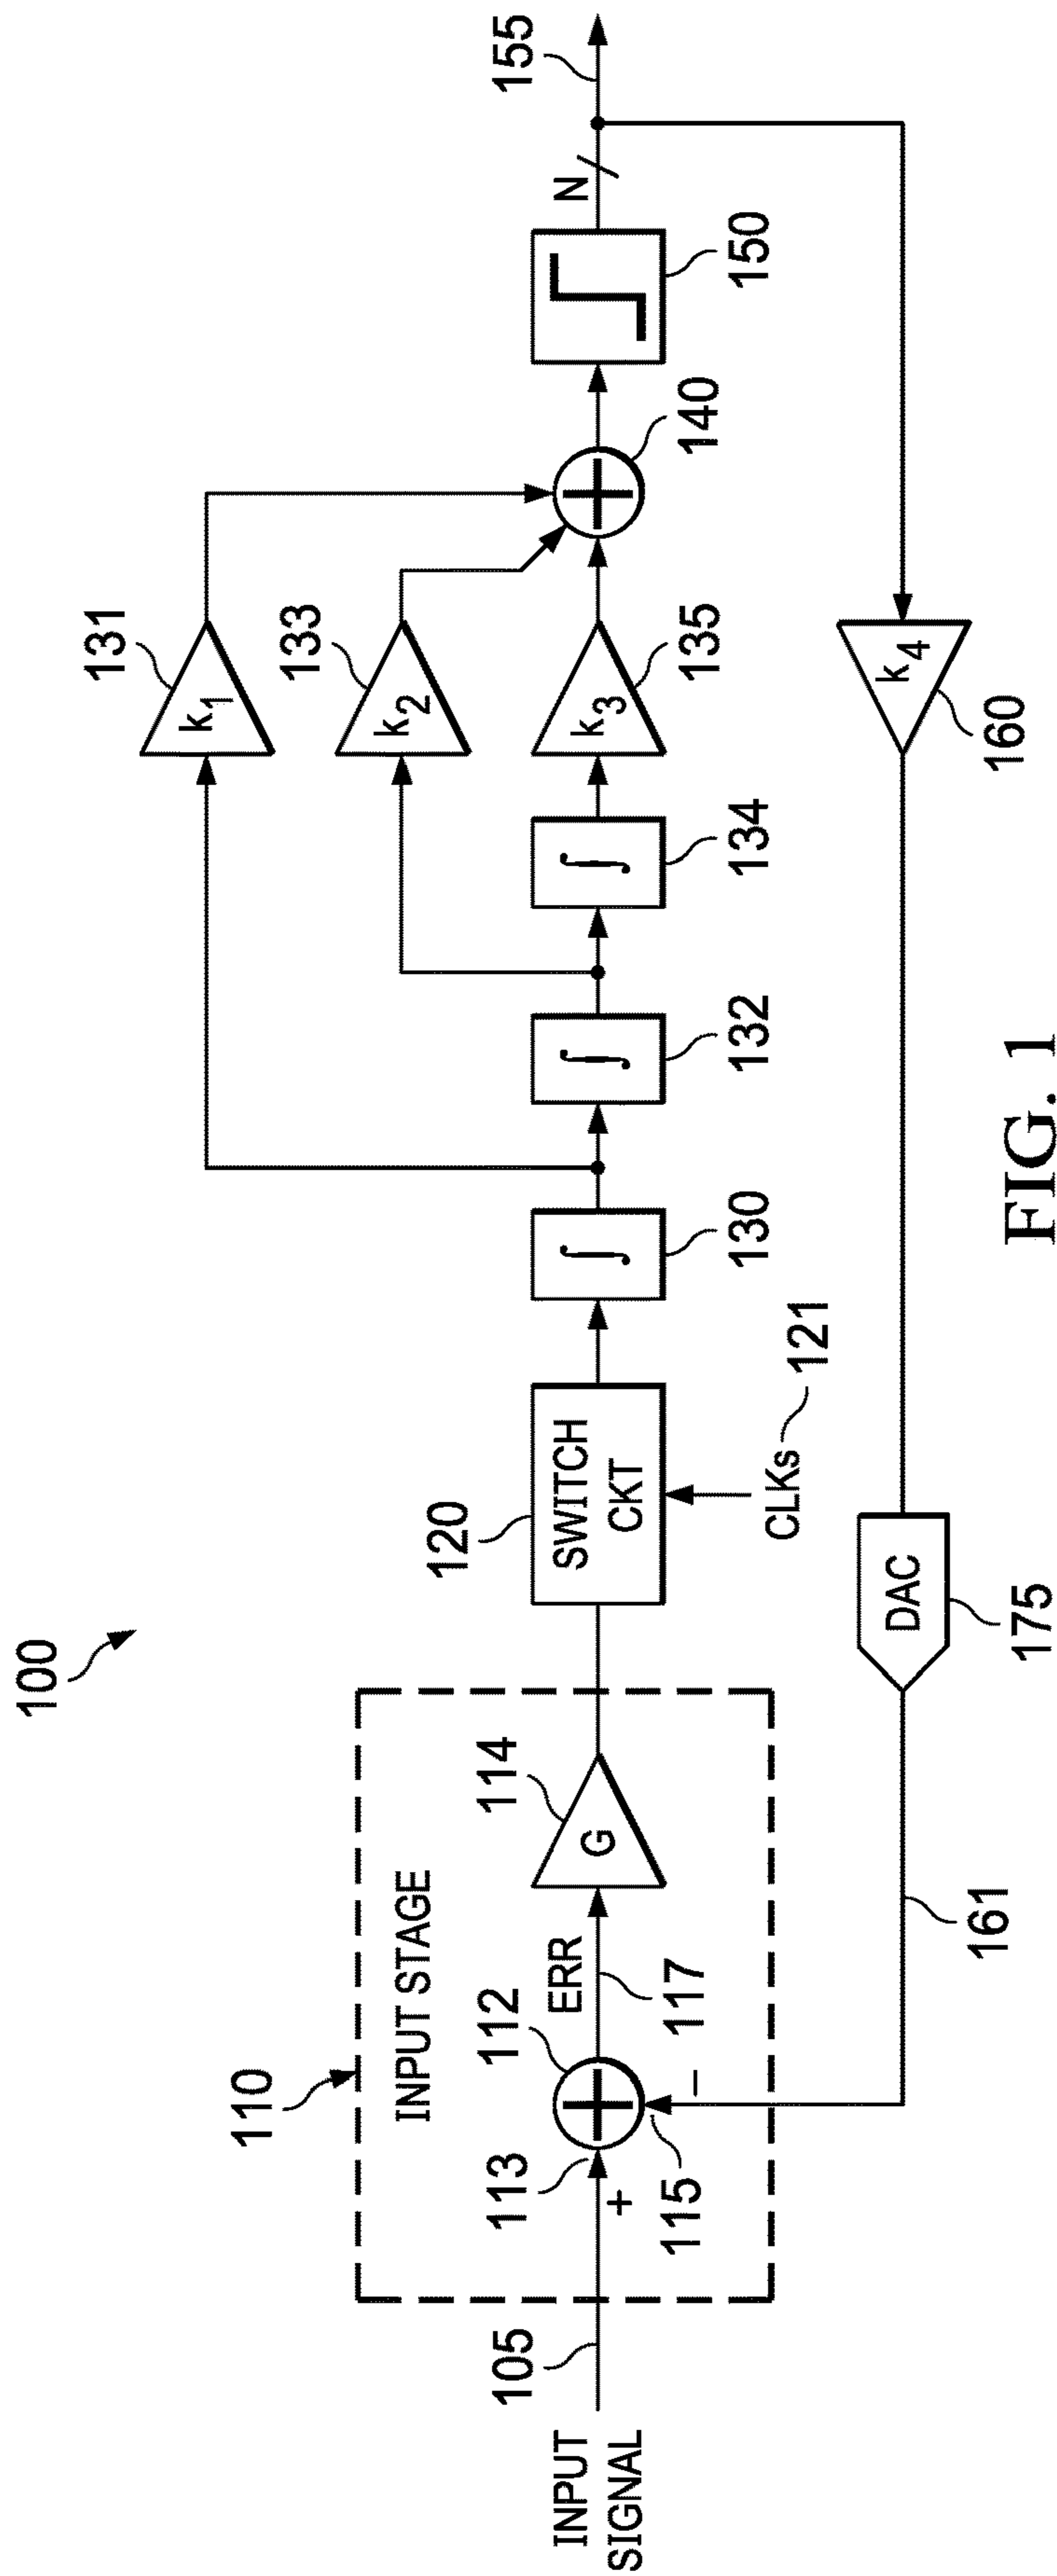 100
110
INPUT STAGE
INPUT
SIGNAL
105
113
+
112
115
−
ERR
117
G
114
120
SWITCH
CKT
CLKs
121
∫
130
∫
132
∫
134
k1
131
k2
133
k3
135
140
150
N
155
k4
160
DAC
175
161
FIG. 1